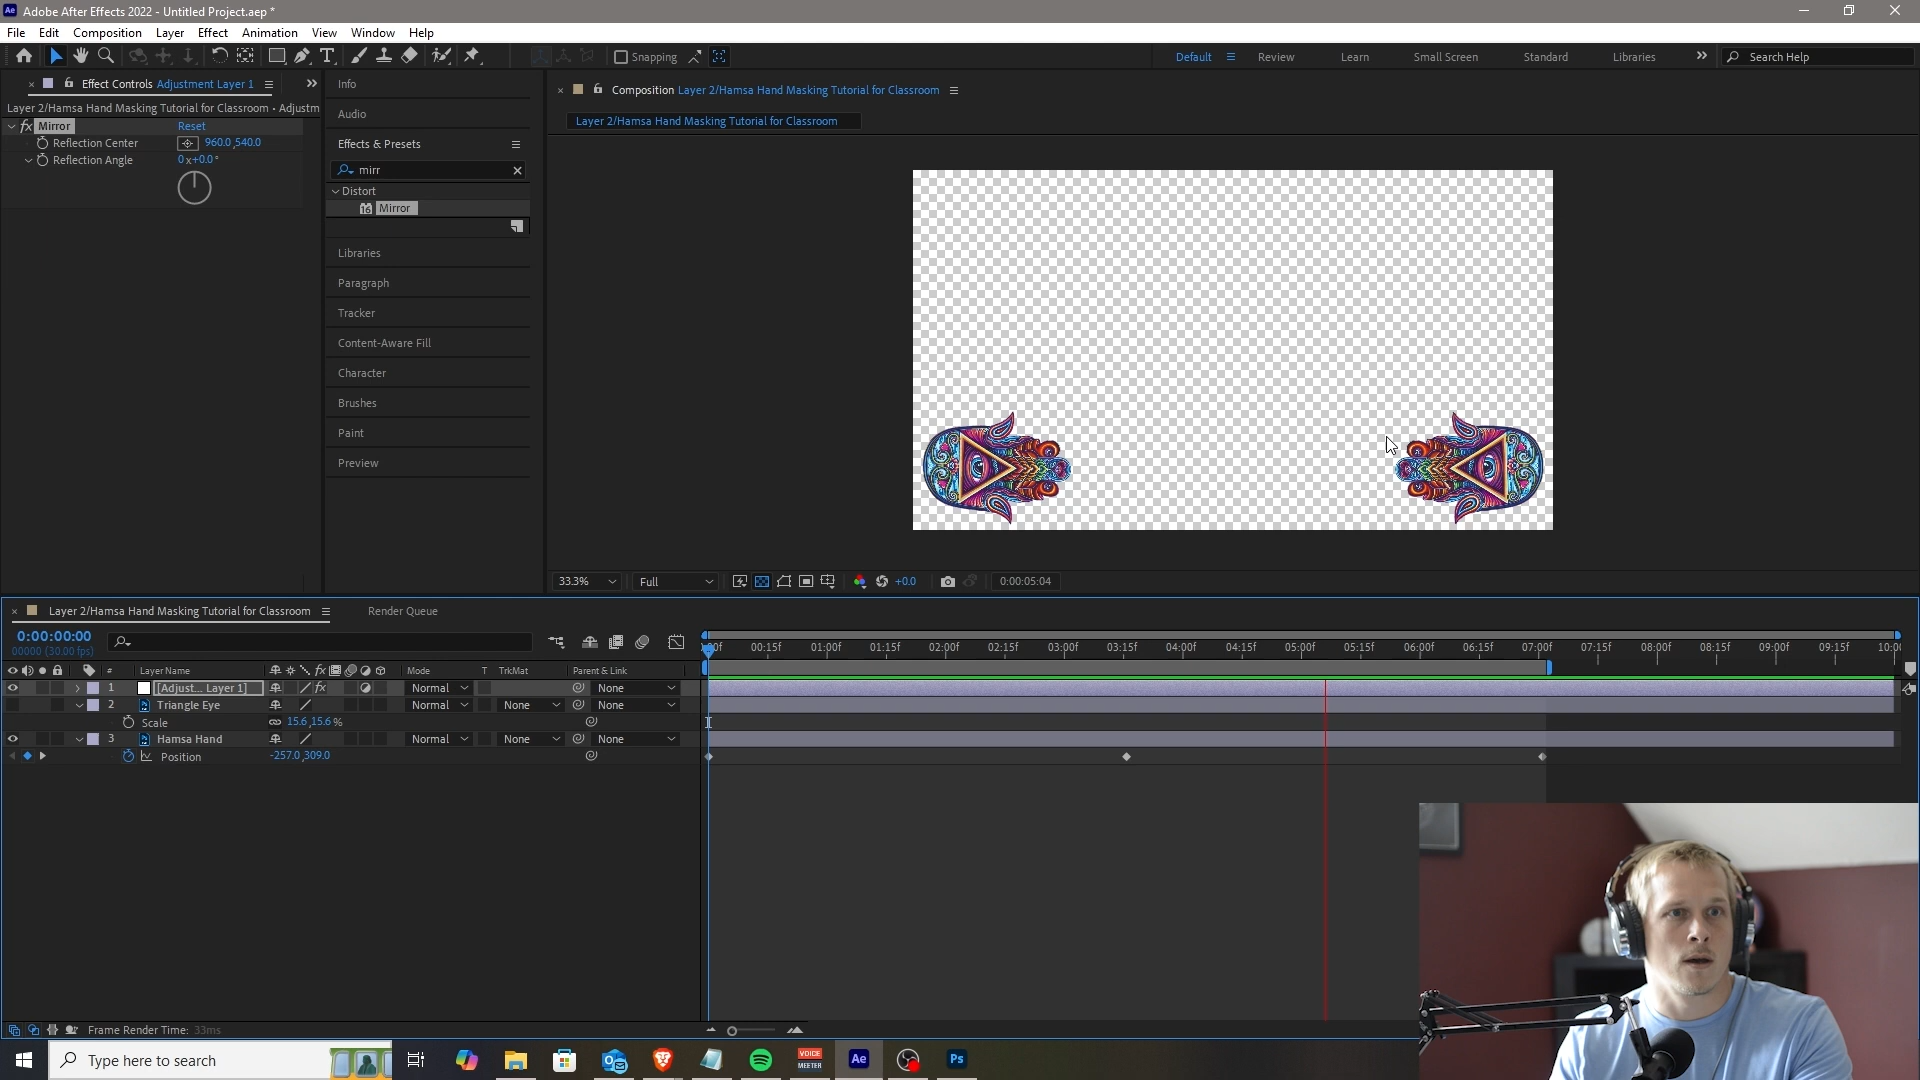 Adobe After Effects 2022 - Untitled Project.aep *
File Edit Composition Layer Effect Animation View Window Help
Snapping
Default Review Learn Small Screen Standard Libraries Search Help
Effect Controls Adjustment Layer 1
Layer 2/Hamsa Hand Masking Tutorial for Classroom • Adjustm
fx Mirror Reset
Reflection Center 960.0,540.0
Reflection Angle 0x+0.0°
Info
Audio
Effects & Presets
mirr
Distort
Mirror
Libraries
Paragraph
Tracker
Content-Aware Fill
Character
Brushes
Paint
Preview
Composition Layer 2/Hamsa Hand Masking Tutorial for Classroom
Layer 2/Hamsa Hand Masking Tutorial for Classroom
33.3% Full +0.0 0:00:05:04
Layer 2/Hamsa Hand Masking Tutorial for Classroom Render Queue
0:00:00:00
00000 (30.00 fps)
:00f 00:15f 01:00f 01:15f 02:00f 02:15f 03:00f 03:15f 04:00f 04:15f 05:00f 05:15f 06:00f 06:15f 07:00f 07:15f 08:00f 08:15f 09:00f 09:15f 10:00
# Layer Name fx Mode T TrkMat Parent & Link
1 [Adjust... Layer 1] fx Normal None
2 Triangle Eye Normal None None
Scale 15.6,15.6%
3 Hamsa Hand Normal None None
Position -257.0,309.0
Frame Render Time: 33ms
Type here to search
VOICE
MEETER
Ae
Ps